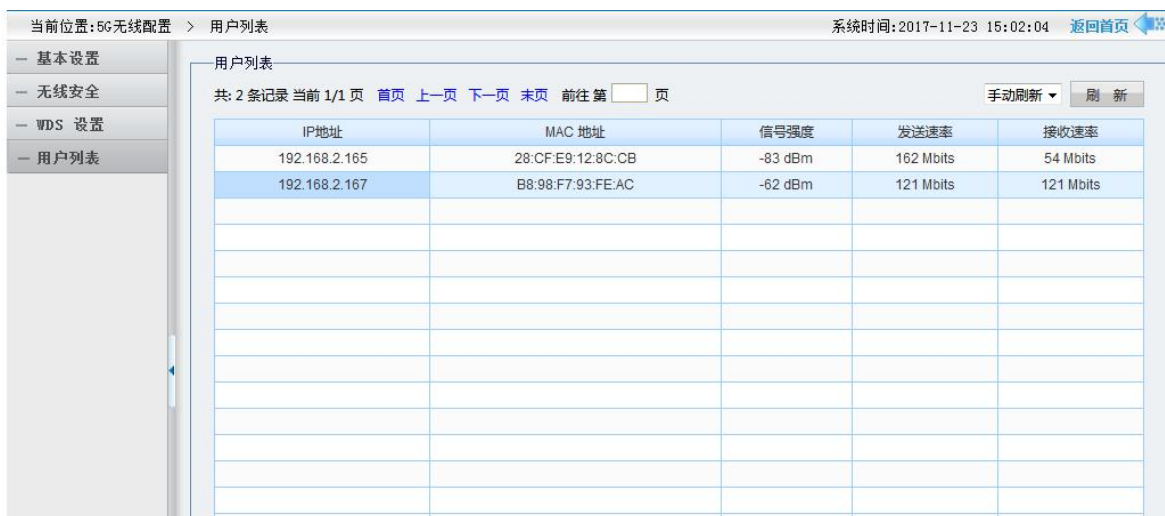 当前位置:5G无线配置 > 用户列表 系统时间:2017-11-23 15:02:04 返回首页
— 基本设置
— 无线安全
— WDS 设置
— 用户列表
用户列表
共: 2 条记录 当前 1/1 页 首页 上一页 下一页 末页 前往 第 页 手动刷新 刷 新
IP地址 MAC 地址 信号强度 发送速率 接收速率
192.168.2.165 28:CF:E9:12:8C:CB -83 dBm 162 Mbits 54 Mbits
192.168.2.167 B8:98:F7:93:FE:AC -62 dBm 121 Mbits 121 Mbits